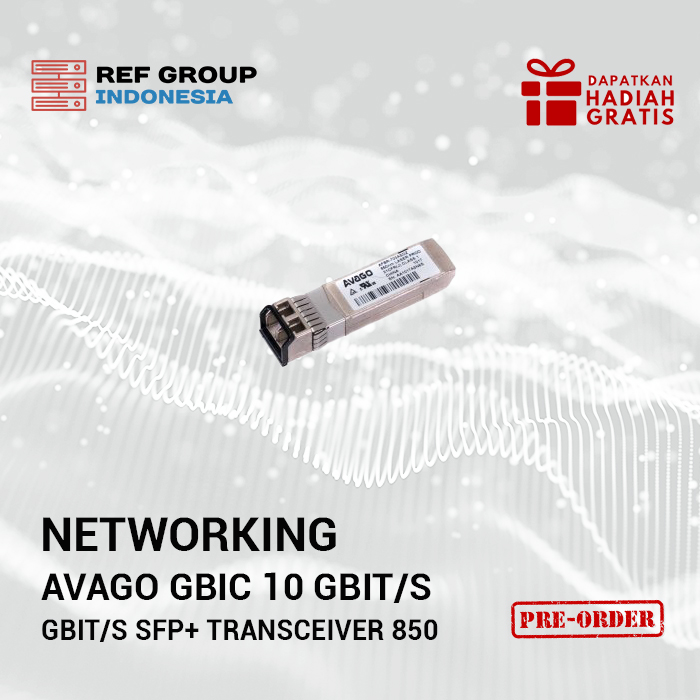 REF GROUP
INDONESIA
DAPATKAN
HADIAH
GRATIS
AVAGO
NETWORKING
AVAGO GBIC 10 GBIT/S
GBIT/S SFP+ TRANSCEIVER 850
PRE-ORDER